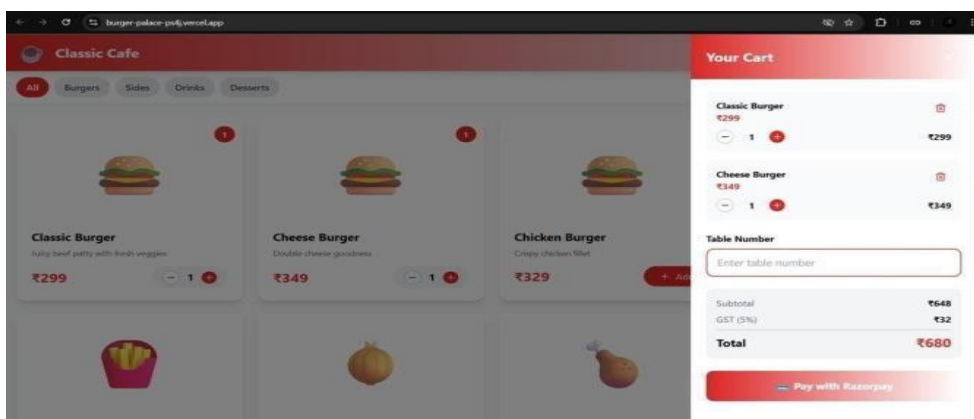 burger-palace-ps4j.vercel.app
Classic Cafe
All Burgers Sides Drinks Desserts
1
1
Classic Burger
Juicy beef patty with fresh veggies
₹299
− 1 +
Cheese Burger
Double cheese goodness
₹349
− 1 +
Chicken Burger
Crispy chicken fillet
₹329
+ Add
Your Cart
Classic Burger
₹299
− 1 + ₹299
Cheese Burger
₹349
− 1 + ₹349
Table Number
Enter table number
Subtotal ₹648
GST (5%) ₹32
Total ₹680
Pay with Razorpay